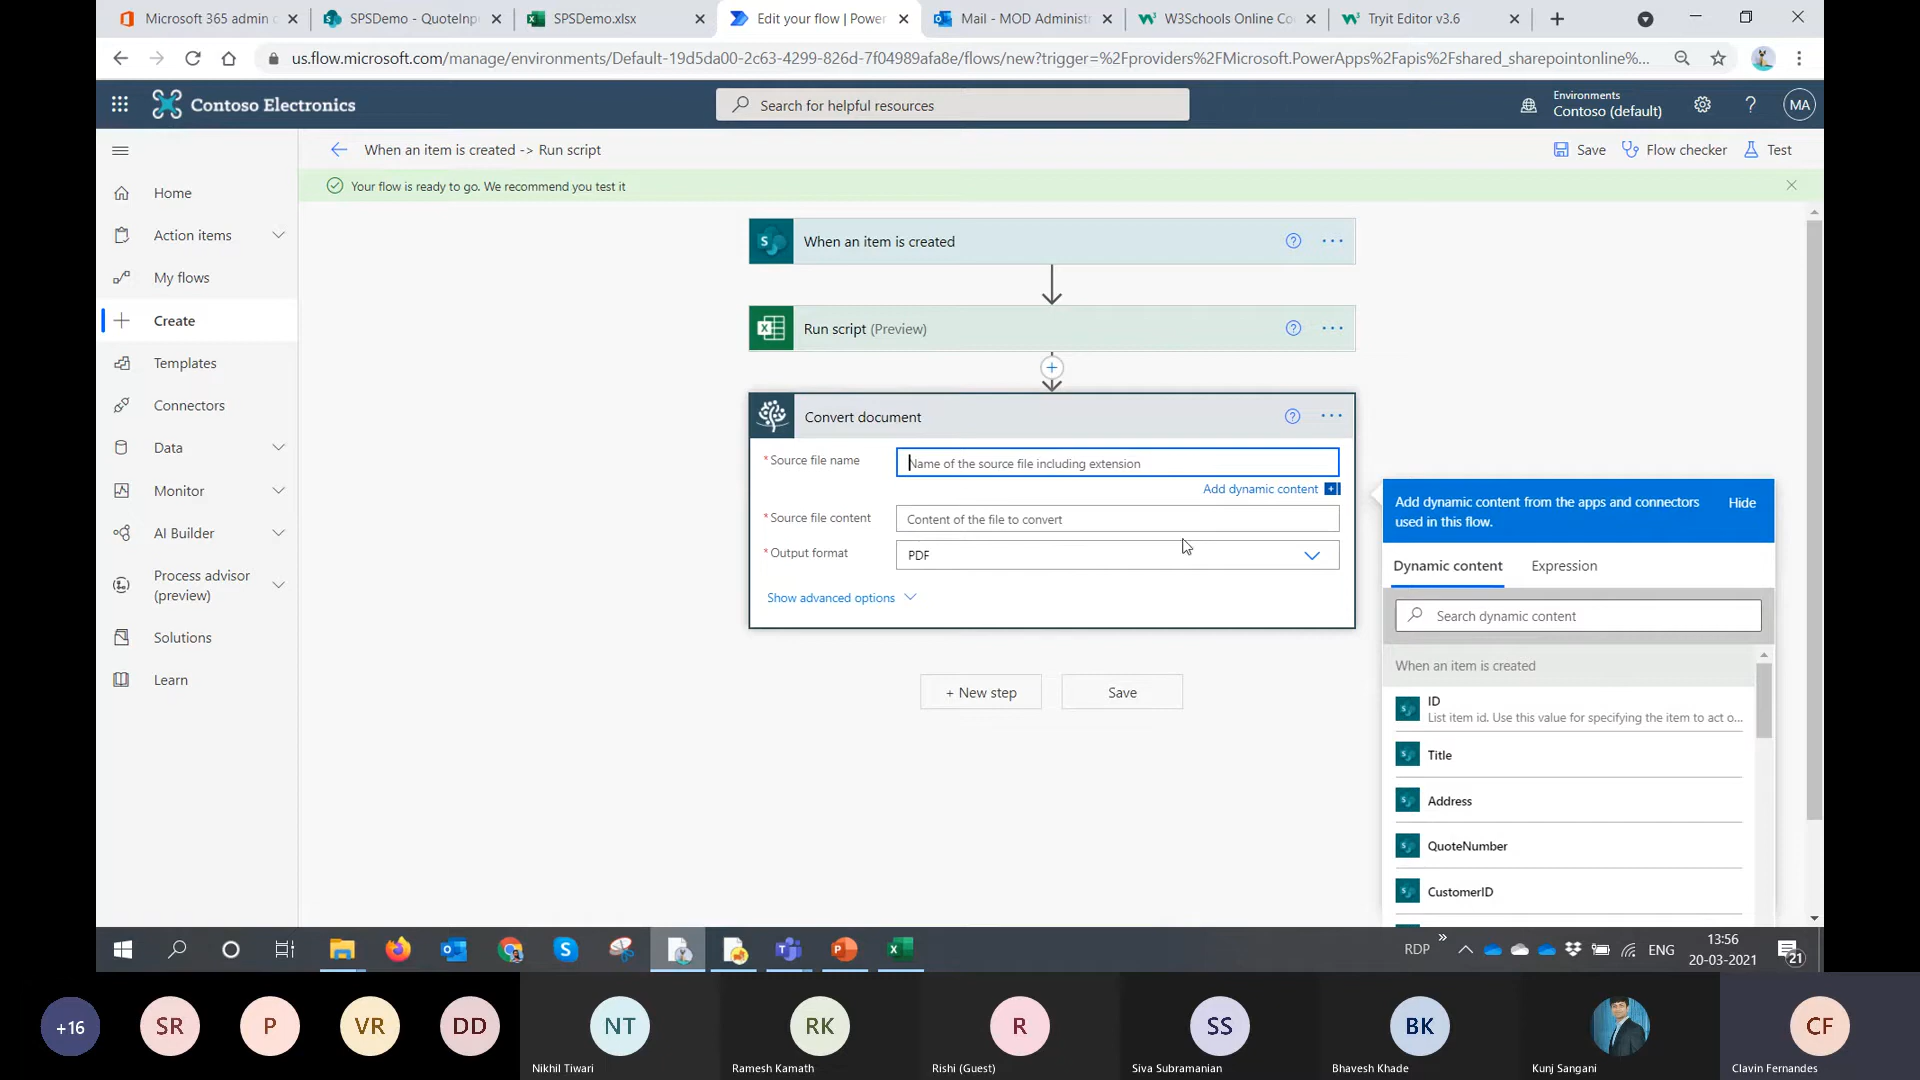 Microsoft 365 admin c
SPSDemo - QuoteInp
SPSDemo.xlsx
Edit your flow | Power
Mail - MOD Administ
W3Schools Online Co
Tryit Editor v3.6
us.flow.microsoft.com/manage/environments/Default-19d5da00-2c63-4299-826d-7f04989afa8e/flows/new?trigger=%2Fproviders%2FMicrosoft.PowerApps%2Fapis%2Fshared_sharepointonline%...
Contoso Electronics
Search for helpful resources
Environments
Contoso (default)
MA
When an item is created -> Run script
Save
Flow checker
Test
Your flow is ready to go. We recommend you test it
Home
Action items
My flows
Create
Templates
Connectors
Data
Monitor
AI Builder
Process advisor
(preview)
Solutions
Learn
When an item is created
Run script (Preview)
Convert document
* Source file name
Name of the source file including extension
Add dynamic content
* Source file content
Content of the file to convert
* Output format
PDF
Show advanced options
+ New step
Save
Add dynamic content from the apps and connectors
used in this flow.
Hide
Dynamic content
Expression
Search dynamic content
When an item is created
ID
List item id. Use this value for specifying the item to act o...
Title
Address
QuoteNumber
CustomerID
RDP
ENG
13:56
20-03-2021
21
+16
SR
P
VR
DD
NT
Nikhil Tiwari
RK
Ramesh Kamath
R
Rishi (Guest)
SS
Siva Subramanian
BK
Bhavesh Khade
Kunj Sangani
CF
Clavin Fernandes